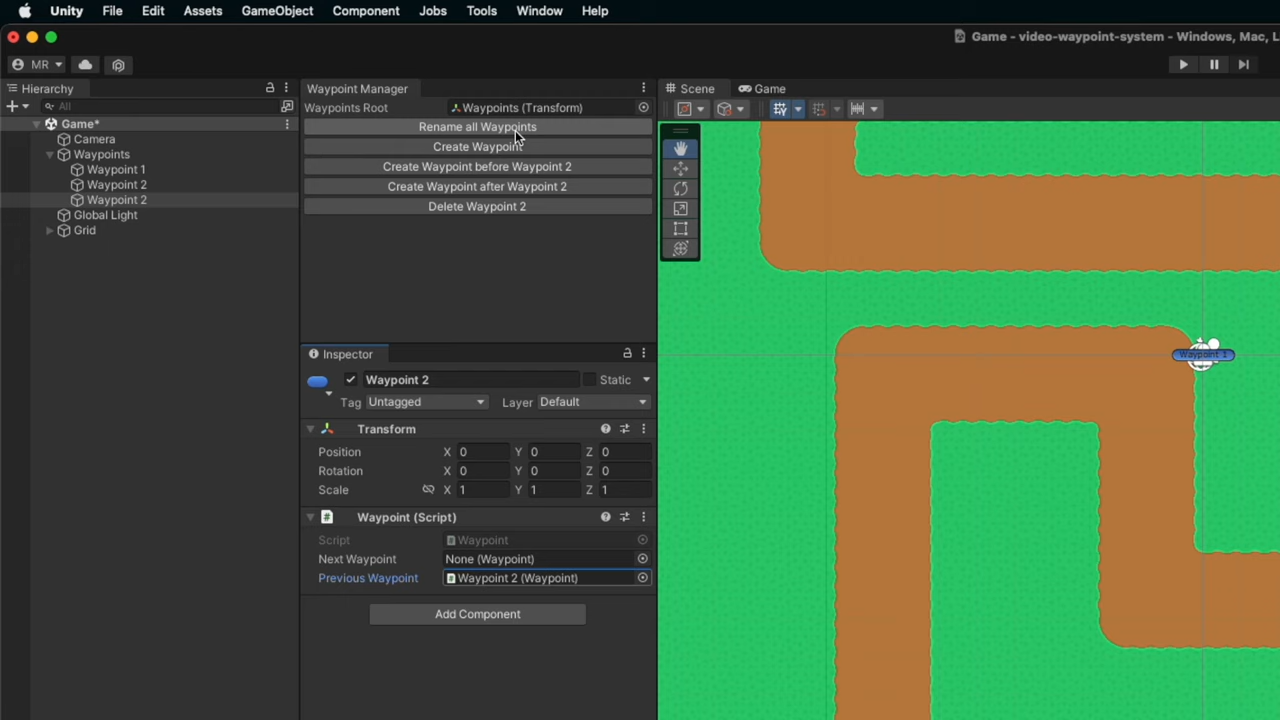 Unity File Edit Assets GameObject Component Jobs Tools Window Help
Game - video-waypoint-system - Windows, Mac, L
MR
Hierarchy
All
Game*
Camera
Waypoints
Waypoint 1
Waypoint 2
Waypoint 2
Global Light
Grid
Waypoint Manager
Waypoints Root Waypoints (Transform)
Rename all Waypoints
Create Waypoint
Create Waypoint before Waypoint 2
Create Waypoint after Waypoint 2
Delete Waypoint 2
Inspector
Waypoint 2 Static
Tag Untagged Layer Default
Transform
Position X 0 Y 0 Z 0
Rotation X 0 Y 0 Z 0
Scale X 1 Y 1 Z 1
Waypoint (Script)
Script Waypoint
Next Waypoint None (Waypoint)
Previous Waypoint Waypoint 2 (Waypoint)
Add Component
Scene Game
Waypoint 1